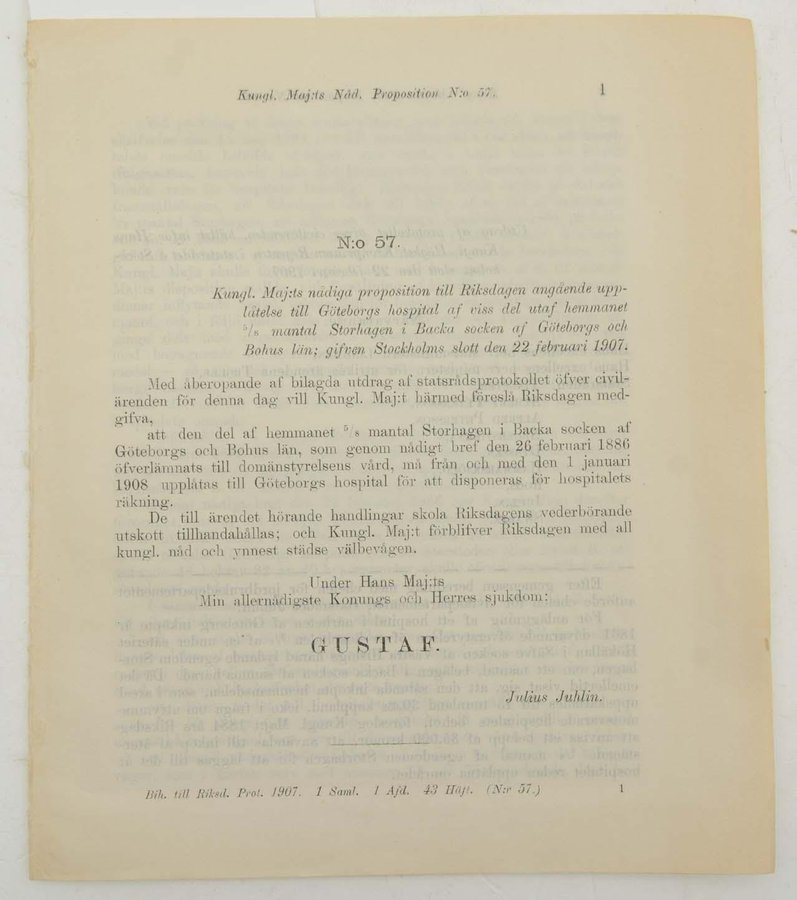 Kungl. Maj:ts Nåd. Proposition N:o 57. 1
N:o 57.
Kungl. Maj:ts nådiga proposition till Riksdagen angående upp-
låtelse till Göteborgs hospital af viss del utaf hemmanet
5/8 mantal Storhagen i Backa socken af Göteborgs och
Bohus län; gifven Stockholms slott den 22 februari 1907.
Med åberopande af bilagda utdrag af statsrådsprotokollet öfver civil-
ärenden för denna dag vill Kungl. Maj:t härmed föreslå Riksdagen med-
gifva,
att den del af hemmanet 5/8 mantal Storhagen i Backa socken af
Göteborgs och Bohus län, som genom nådigt bref den 26 februari 1886
öfverlämnats till domänstyrelsens vård, må från och med den 1 januari
1908 upplåtas till Göteborgs hospital för att disponeras för hospitalets
räkning.
De till ärendet hörande handlingar skola Riksdagens vederbörande
utskott tillhandahållas; och Kungl. Maj:t förblifver Riksdagen med all
kungl. nåd och ynnest städse välbevågen.
Under Hans Maj:ts
Min allernådigste Konungs och Herres sjukdom:
GUSTAF.
Julius Juhlin.
Bih. till Riksd. Prot. 1907. 1 Saml. 1 Afd. 43 Häft. (N:r 57.) 1